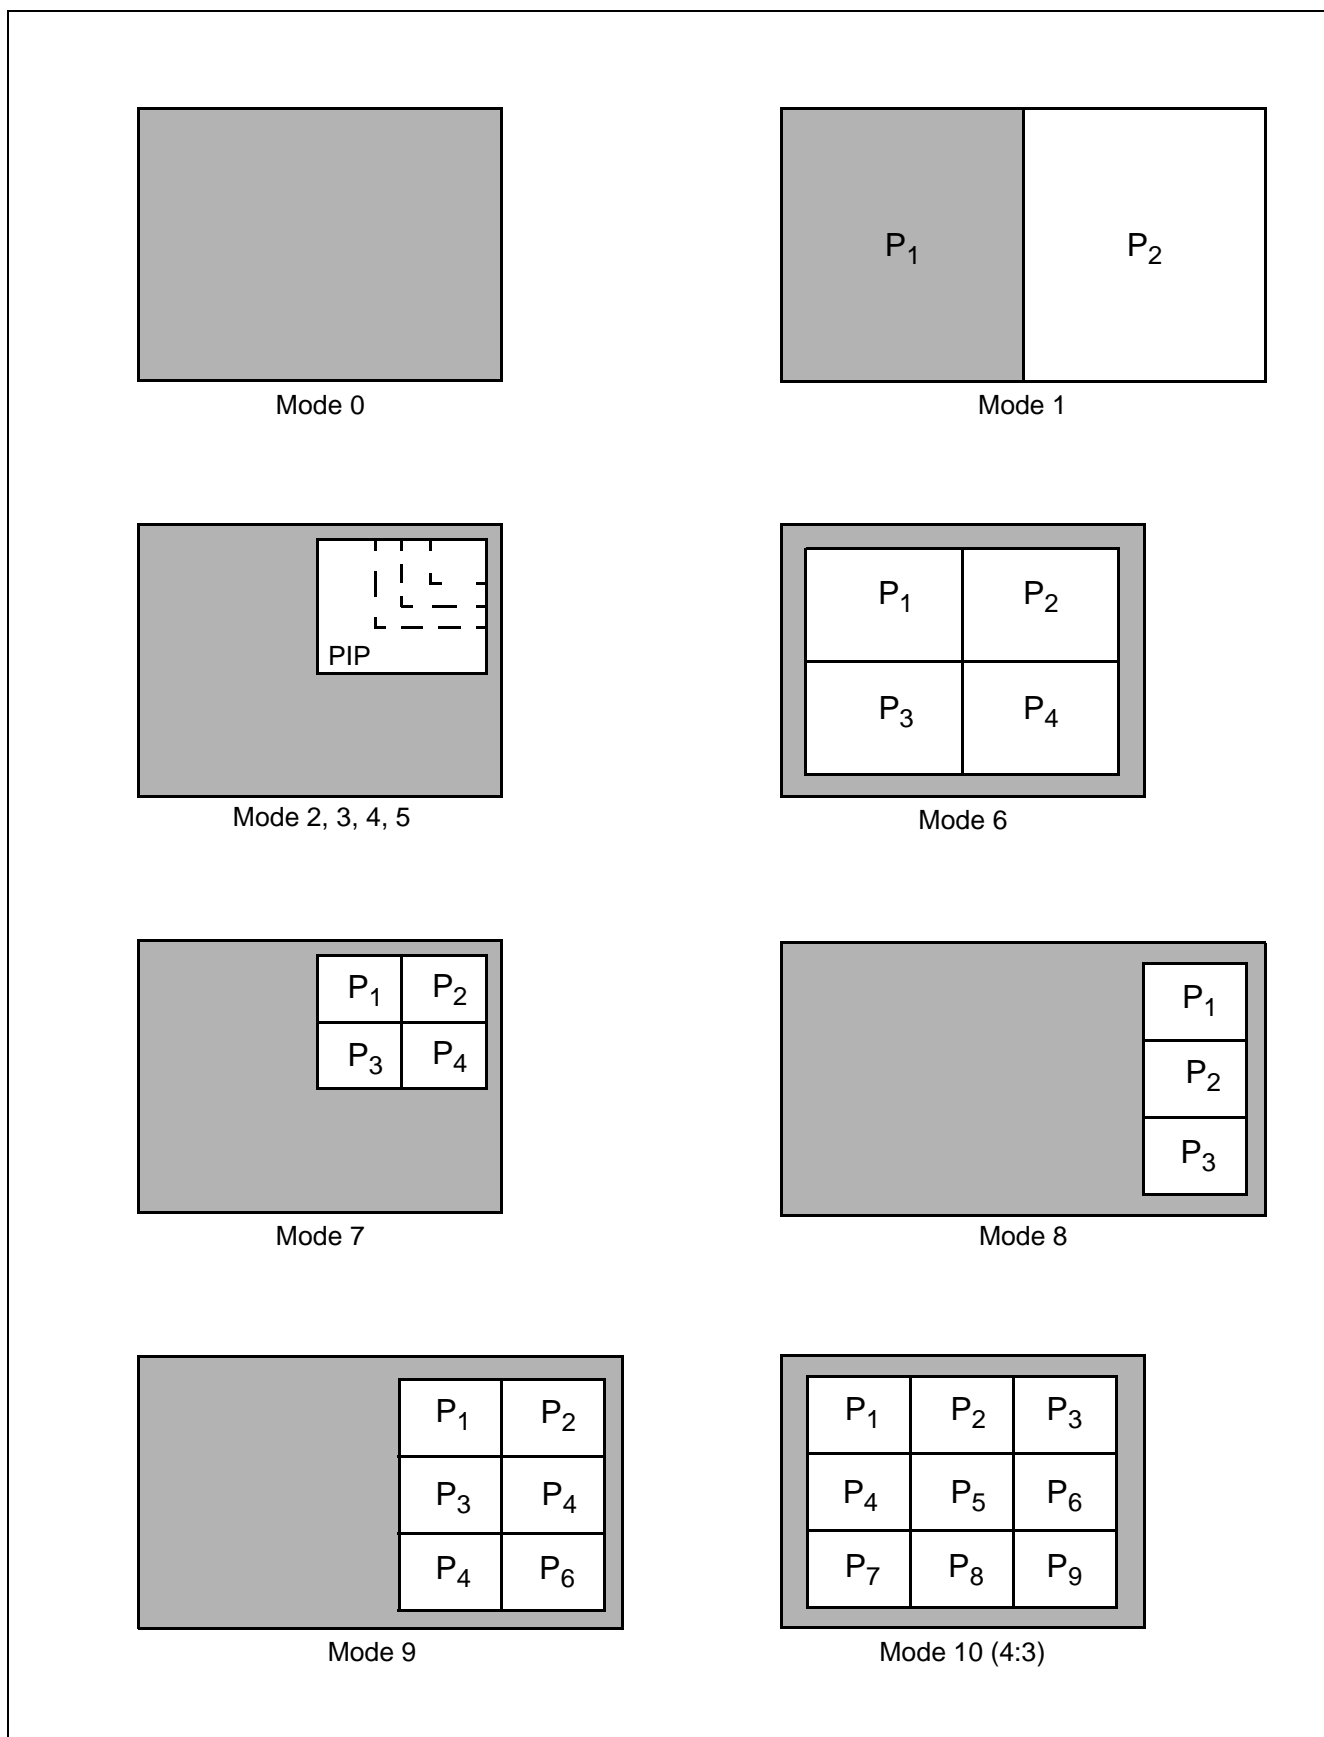 P1 P2
Mode 0 Mode 1
P1 P2
PIP
P3 P4
Mode 2, 3, 4, 5 Mode 6
P1 P2
P3 P4
Mode 7
P1
P2
P3
Mode 8
P1 P2
P3 P4
P4 P6
Mode 9
P1 P2 P3
P4 P5 P6
P7 P8 P9
Mode 10 (4:3)